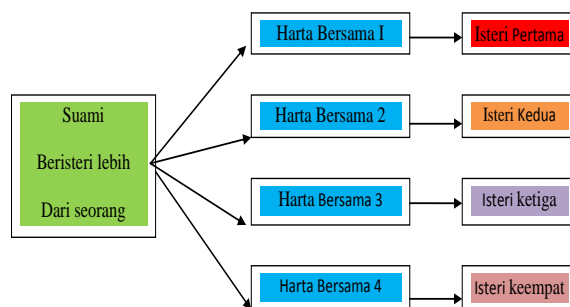 Harta Bersama I
Isteri Pertama
Suami
Beristeri lebih
Dari seorang
Harta Bersama 2
Isteri Kedua
Harta Bersama 3
Isteri ketiga
Harta Bersama 4
Isteri keempat